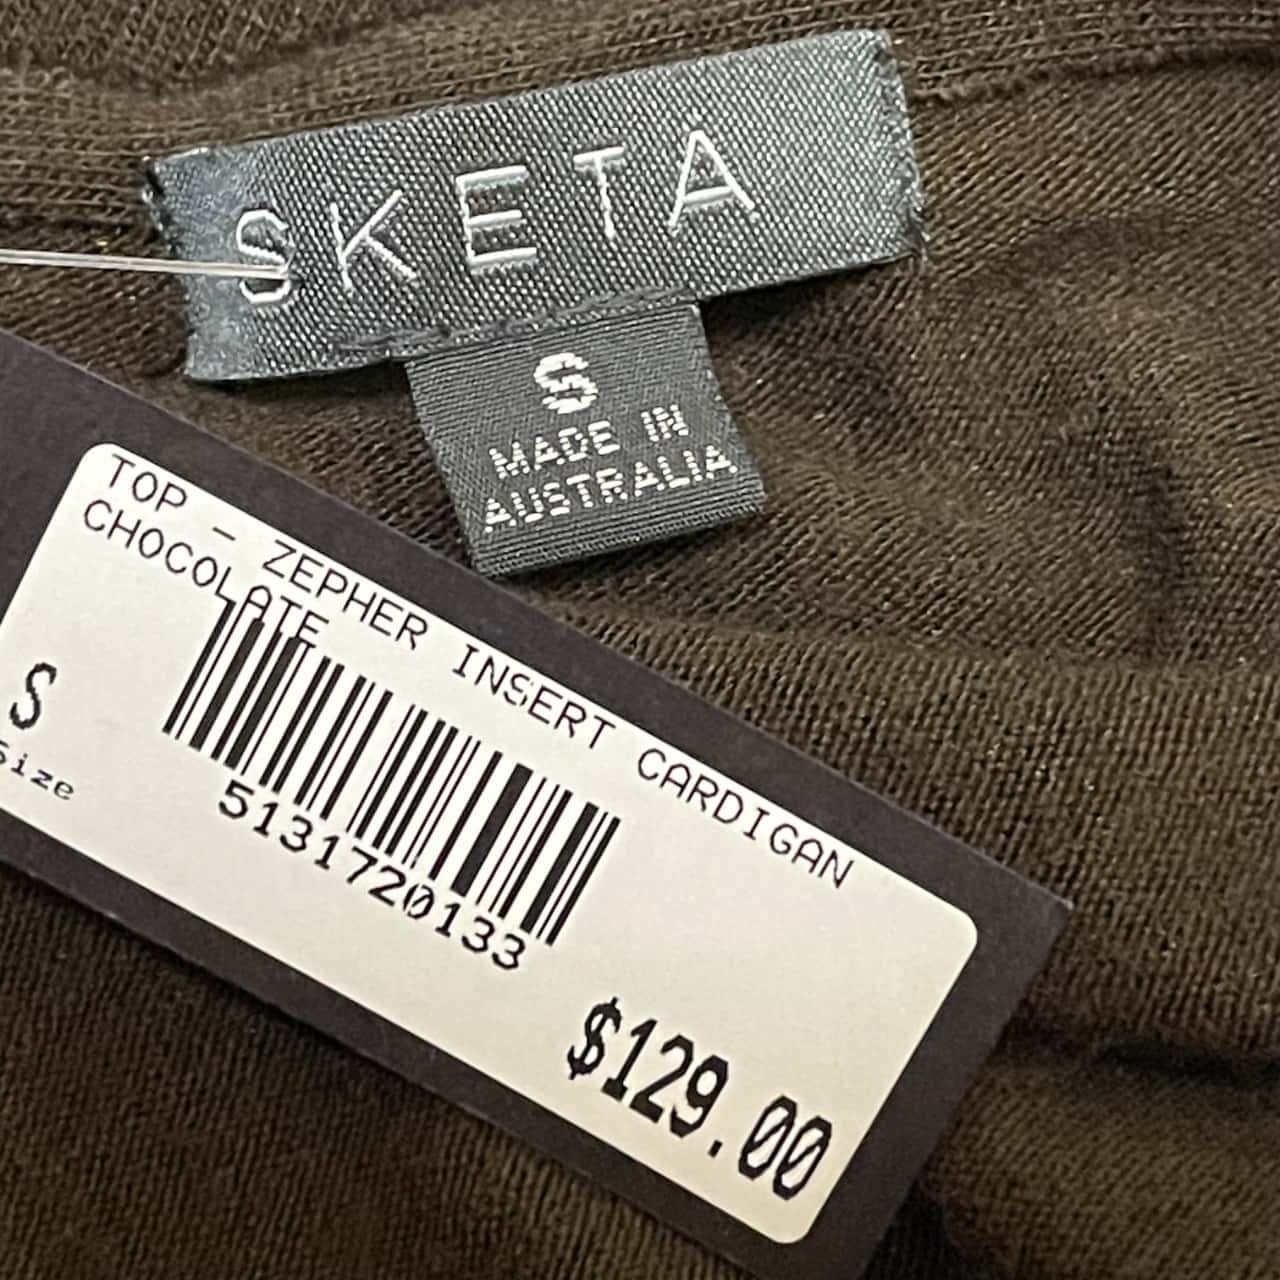 SKETA
S
MADE IN
AUSTRALIA
TOP - ZEPHER INSERT CARDIGAN
CHOCOLATE
S
Size
5131720133
$129.00